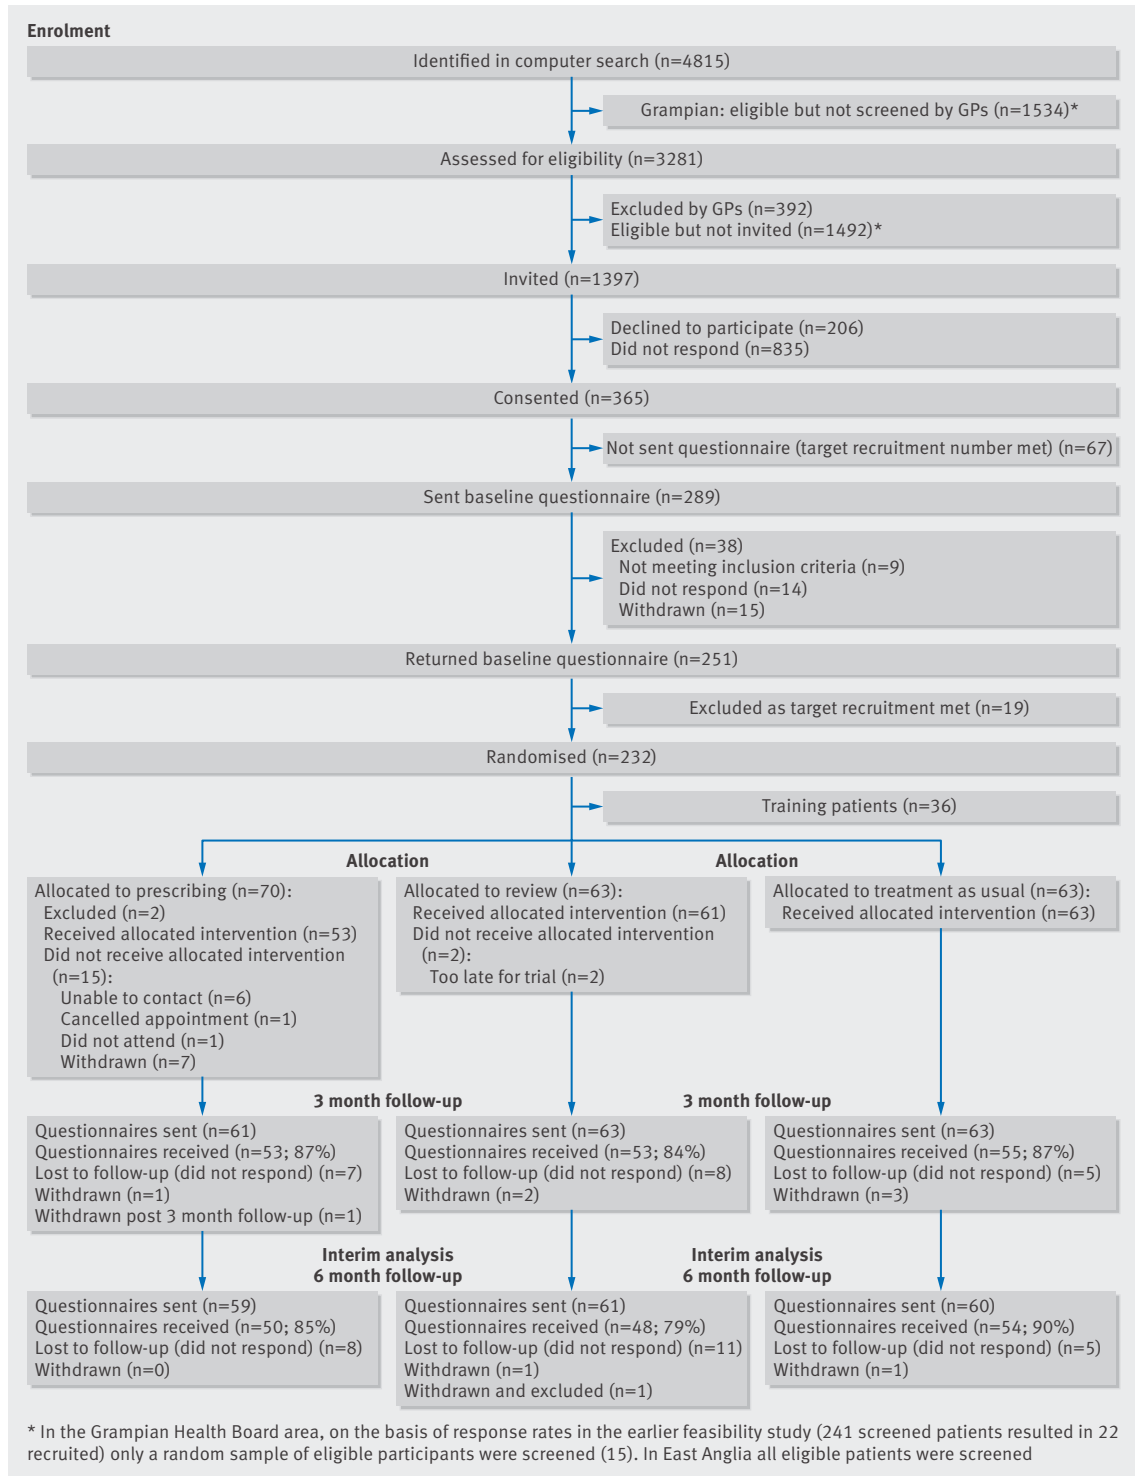 Enrolment
Identified in computer search (n=4815)
Grampian: eligible but not screened by GPs (n=1534)*
Assessed for eligibility (n=3281)
Excluded by GPs (n=392)
Eligible but not invited (n=1492)*
Invited (n=1397)
Declined to participate (n=206)
Did not respond (n=835)
Consented (n=365)
Not sent questionnaire (target recruitment number met) (n=67)
Sent baseline questionnaire (n=289)
Excluded (n=38)
Not meeting inclusion criteria (n=9)
Did not respond (n=14)
Withdrawn (n=15)
Returned baseline questionnaire (n=251)
Excluded as target recruitment met (n=19)
Randomised (n=232)
Training patients (n=36)
Allocation
Allocation
Allocated to prescribing (n=70):
Excluded (n=2)
Received allocated intervention (n=53)
Did not receive allocated intervention
(n=15):
Unable to contact (n=6)
Cancelled appointment (n=1)
Did not attend (n=1)
Withdrawn (n=7)
Allocated to review (n=63):
Received allocated intervention (n=61)
Did not receive allocated intervention
(n=2):
Too late for trial (n=2)
Allocated to treatment as usual (n=63):
Received allocated intervention (n=63)
3 month follow-up
3 month follow-up
Questionnaires sent (n=61)
Questionnaires received (n=53; 87%)
Lost to follow-up (did not respond) (n=7)
Withdrawn (n=1)
Withdrawn post 3 month follow-up (n=1)
Questionnaires sent (n=63)
Questionnaires received (n=53; 84%)
Lost to follow-up (did not respond) (n=8)
Withdrawn (n=2)
Questionnaires sent (n=63)
Questionnaires received (n=55; 87%)
Lost to follow-up (did not respond) (n=5)
Withdrawn (n=3)
Interim analysis
6 month follow-up
Interim analysis
6 month follow-up
Questionnaires sent (n=59)
Questionnaires received (n=50; 85%)
Lost to follow-up (did not respond) (n=8)
Withdrawn (n=0)
Questionnaires sent (n=61)
Questionnaires received (n=48; 79%)
Lost to follow-up (did not respond) (n=11)
Withdrawn (n=1)
Withdrawn and excluded (n=1)
Questionnaires sent (n=60)
Questionnaires received (n=54; 90%)
Lost to follow-up (did not respond) (n=5)
Withdrawn (n=1)
* In the Grampian Health Board area, on the basis of response rates in the earlier feasibility study (241 screened patients resulted in 22
recruited) only a random sample of eligible participants were screened (15). In East Anglia all eligible patients were screened